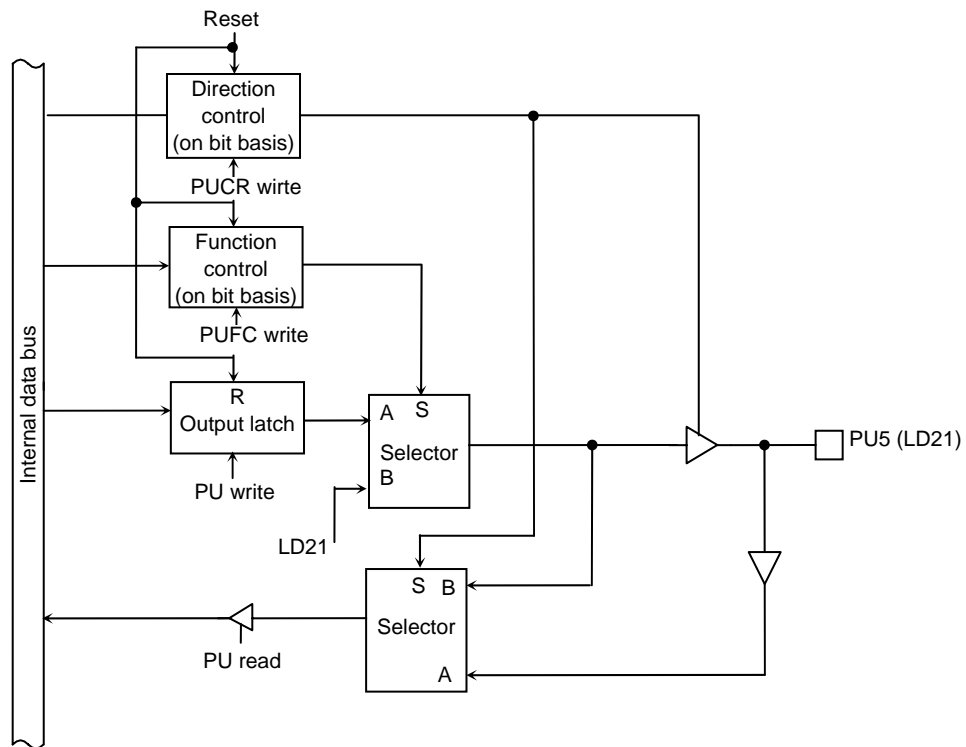 Reset
Direction
control
(on bit basis)
PUCR wirte
Function
control
(on bit basis)
PUFC write
Internal data bus
R
Output latch
PU write
A S
Selector
B
LD21
PU5 (LD21)
S B
Selector
A
PU read